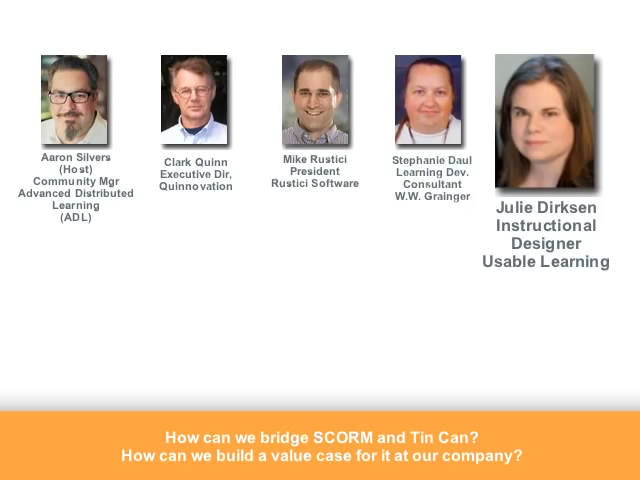 Aaron Silvers
(Host)
Community Mgr
Advanced Distributed
Learning
(ADL)
Clark Quinn
Executive Dir,
Quinnovation
Mike Rustici
President
Rustici Software
Stephanie Daul
Learning Dev.
Consultant
W.W. Grainger
Julie Dirksen
Instructional
Designer
Usable Learning
How can we bridge SCORM and Tin Can?
How can we build a value case for it at our company?